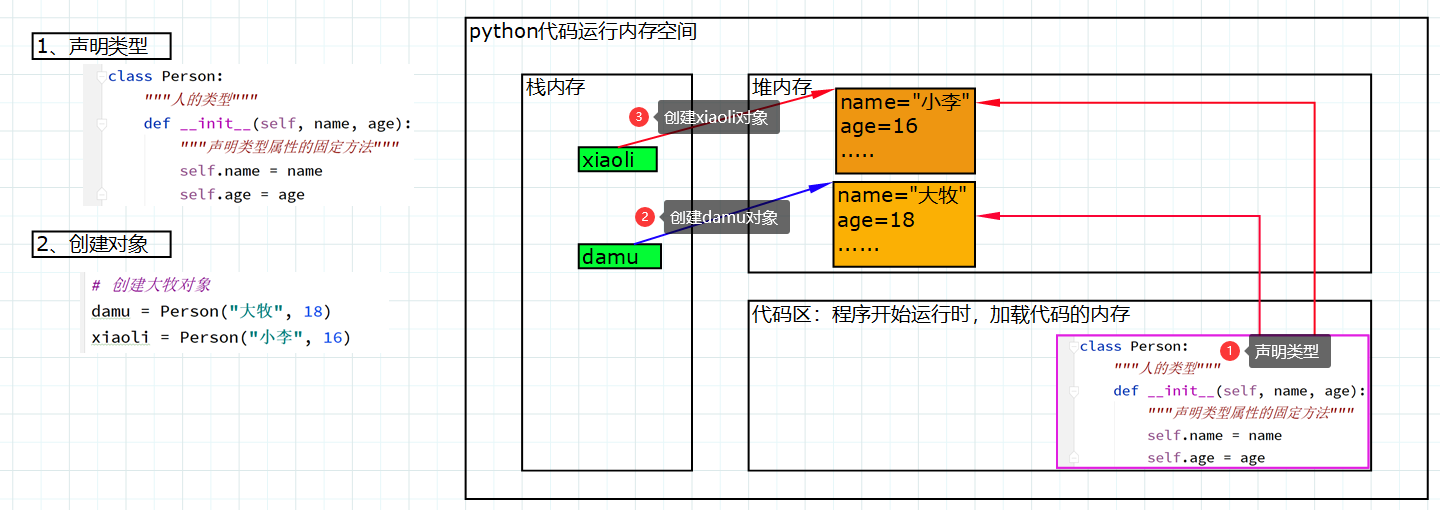 1、声明类型
class Person:
"""人的类型"""
def __init__(self, name, age):
"""声明类型属性的固定方法"""
self.name = name
self.age = age
2、创建对象
# 创建大牧对象
damu = Person("大牧", 18)
xiaoli = Person("小李", 16)
python代码运行内存空间
栈内存
xiaoli
damu
3 创建xiaoli对象
2 创建damu对象
堆内存
name="小李"
age=16
.....
name="大牧"
age=18
......
代码区：程序开始运行时，加载代码的内存
1 声明类型
class Person:
"""人的类型"""
def __init__(self, name, age):
"""声明类型属性的固定方法"""
self.name = name
self.age = age